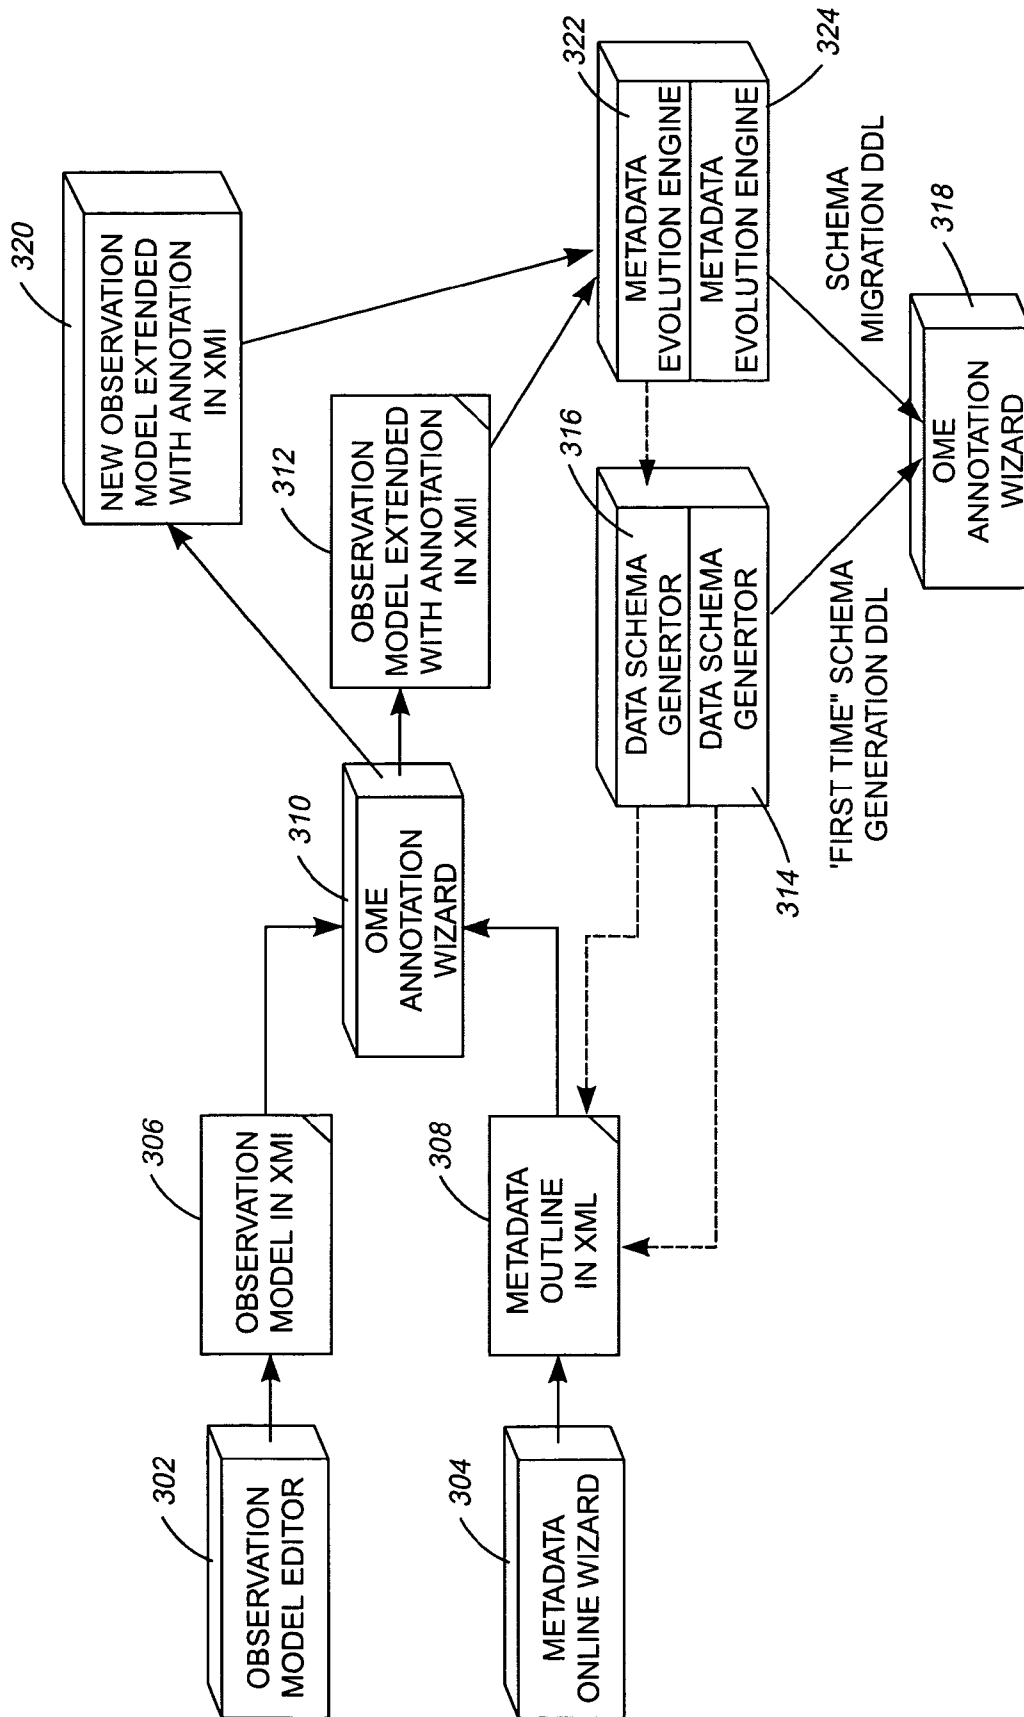 302
OBSERVATION
MODEL EDITOR
304
METADATA
ONLINE WIZARD
306
OBSERVATION
MODEL IN XMI
308
METADATA
OUTLINE
IN XML
310
OME
ANNOTATION
WIZARD
320
NEW OBSERVATION
MODEL EXTENDED
WITH ANNOTATION
IN XMI
312
OBSERVATION
MODEL EXTENDED
WITH ANNOTATION
IN XMI
316
DATA SCHEMA
GENERTOR
DATA SCHEMA
GENERTOR
314
322
METADATA
EVOLUTION ENGINE
METADATA
EVOLUTION ENGINE
324
'FIRST TIME" SCHEMA
GENERATION DDL
SCHEMA
MIGRATION DDL
318
OME
ANNOTATION
WIZARD